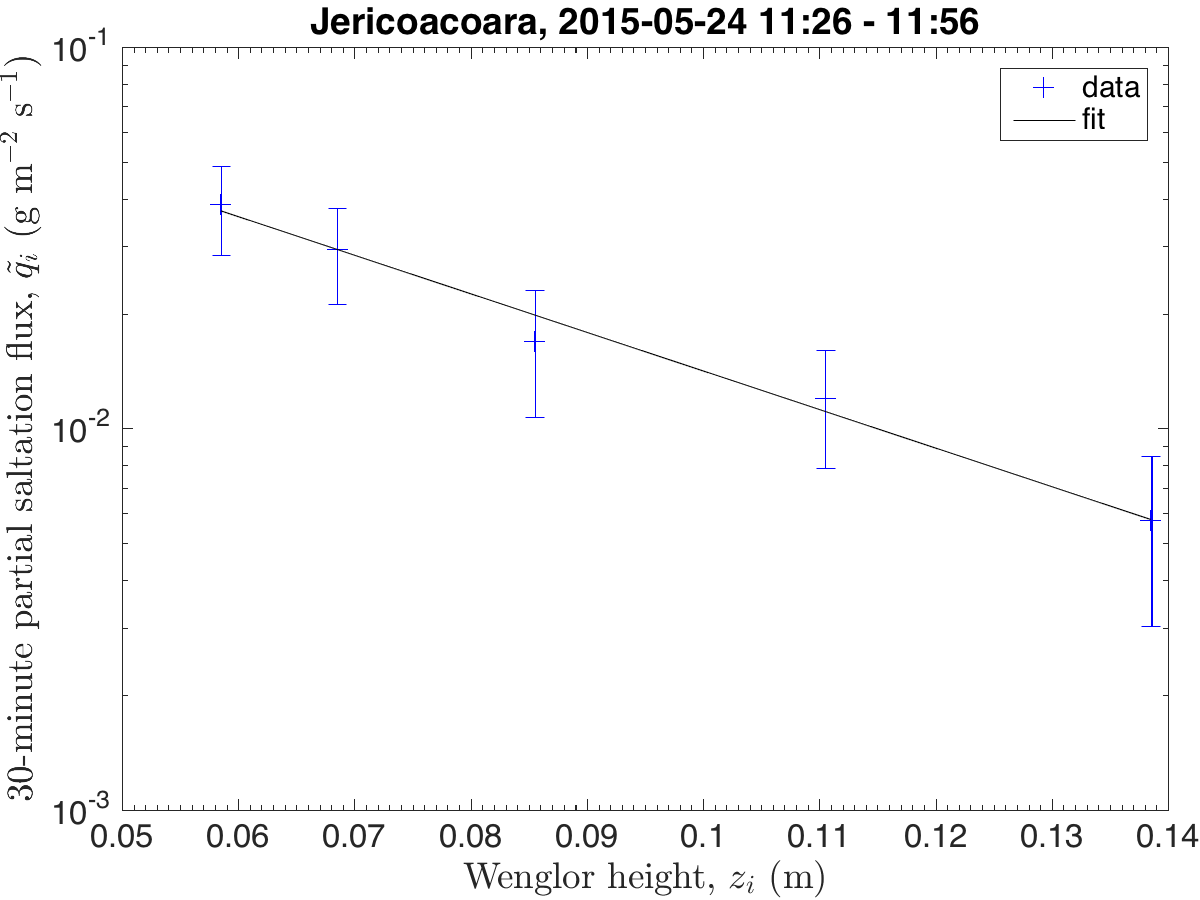 Jericoacoara, 2015-05-24 11:26 - 11:56
30-minute partial saltation flux, q̃ᵢ (g m⁻² s⁻¹)
10⁻¹
10⁻²
10⁻³
data
fit
0.05 0.06 0.07 0.08 0.09 0.1 0.11 0.12 0.13 0.14
Wenglor height, zᵢ (m)